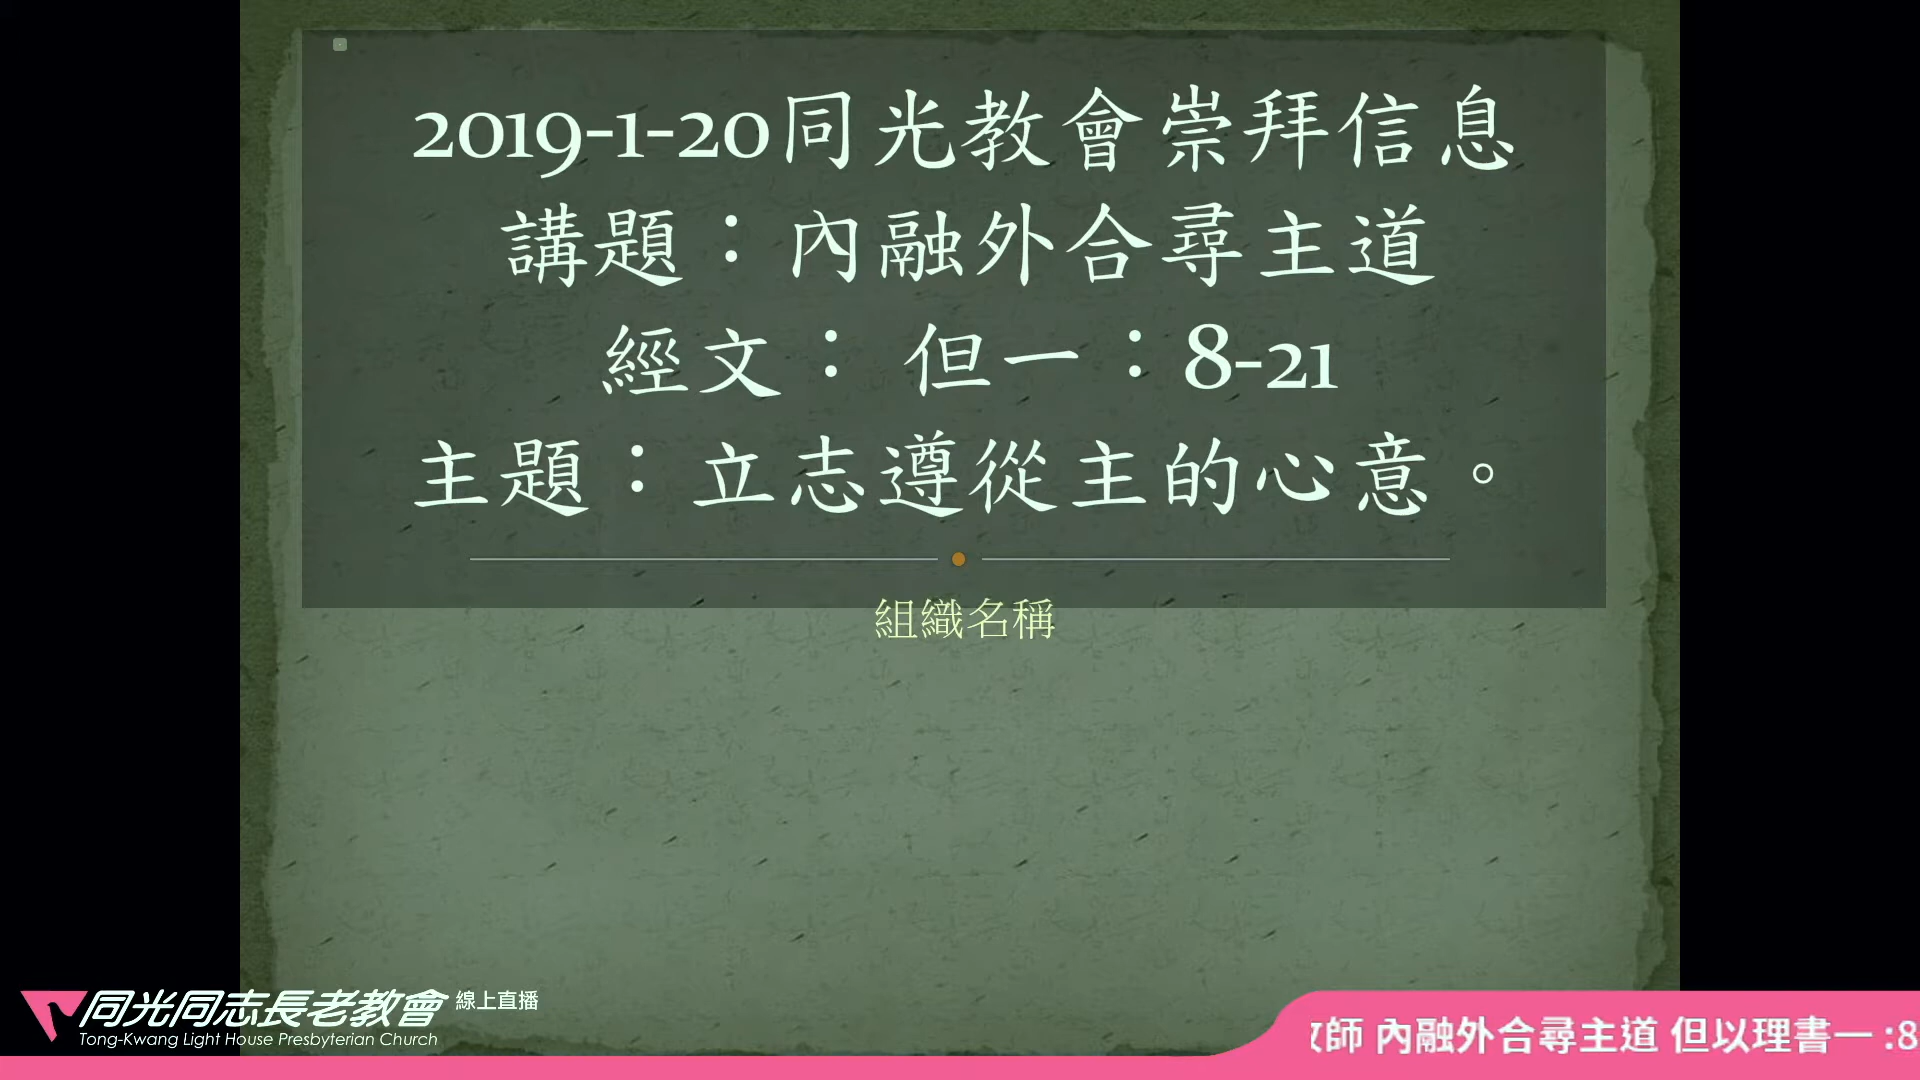 2019-1-20同光教會崇拜信息
講題：內融外合尋主道
經文： 但一：8-21
主題：立志遵從主的心意。
組織名稱
同光同志長老教會 線上直播
Tong-Kwang Light House Presbyterian Church
師 內融外合尋主道 但以理書一 :8